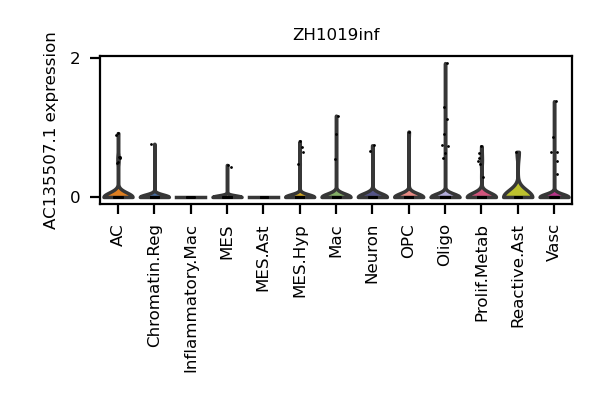 ZH1019inf
AC135507.1 expression
2
0
AC
Chromatin.Reg
Inflammatory.Mac
MES
MES.Ast
MES.Hyp
Mac
Neuron
OPC
Oligo
Prolif.Metab
Reactive.Ast
Vasc